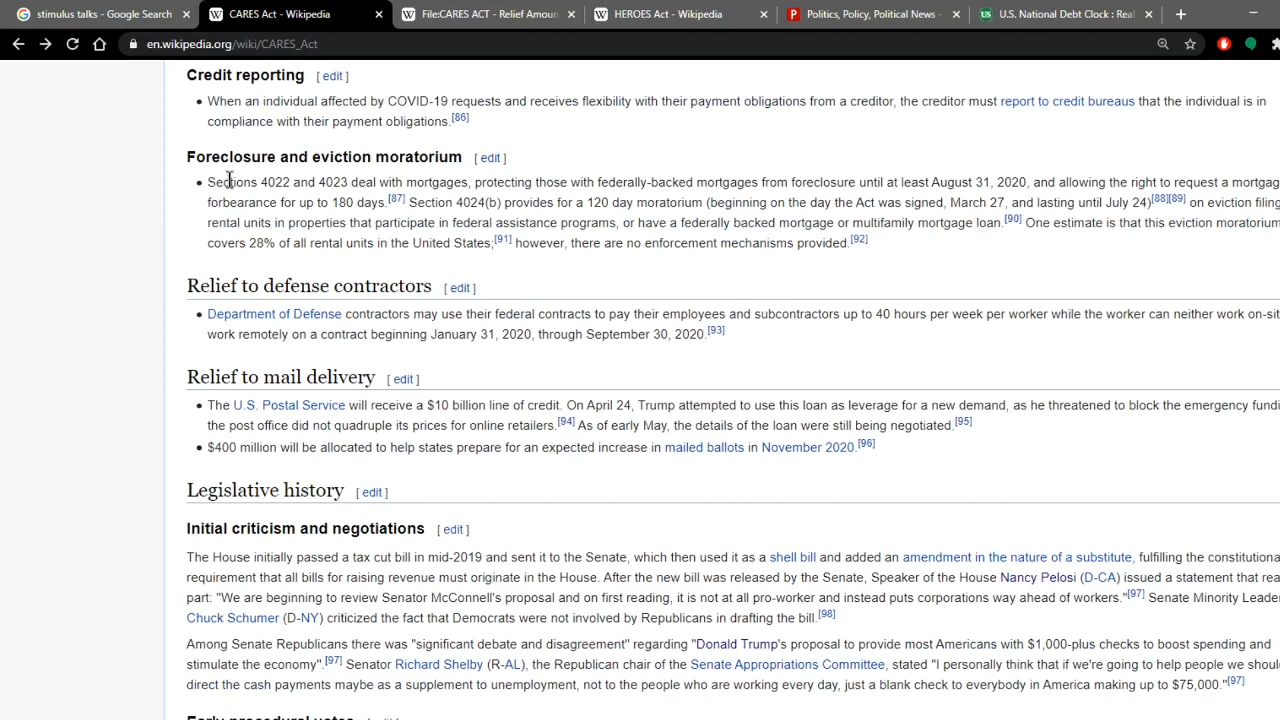 stimulus talks - Google Search
CARES Act - Wikipedia
File:CARES ACT - Relief Amoun
HEROES Act - Wikipedia
Politics, Policy, Political News -
U.S. National Debt Clock : Real
en.wikipedia.org/wiki/CARES_Act
Credit reporting [ edit ]
• When an individual affected by COVID-19 requests and receives flexibility with their payment obligations from a creditor, the creditor must report to credit bureaus that the individual is in
compliance with their payment obligations.[86]
Foreclosure and eviction moratorium [ edit ]
• Sections 4022 and 4023 deal with mortgages, protecting those with federally-backed mortgages from foreclosure until at least August 31, 2020, and allowing the right to request a mortgag
forbearance for up to 180 days.[87] Section 4024(b) provides for a 120 day moratorium (beginning on the day the Act was signed, March 27, and lasting until July 24)[88][89] on eviction filing
rental units in properties that participate in federal assistance programs, or have a federally backed mortgage or multifamily mortgage loan.[90] One estimate is that this eviction moratorium
covers 28% of all rental units in the United States;[91] however, there are no enforcement mechanisms provided.[92]
Relief to defense contractors [ edit ]
• Department of Defense contractors may use their federal contracts to pay their employees and subcontractors up to 40 hours per week per worker while the worker can neither work on-sit
work remotely on a contract beginning January 31, 2020, through September 30, 2020.[93]
Relief to mail delivery [ edit ]
• The U.S. Postal Service will receive a $10 billion line of credit. On April 24, Trump attempted to use this loan as leverage for a new demand, as he threatened to block the emergency fundi
the post office did not quadruple its prices for online retailers.[94] As of early May, the details of the loan were still being negotiated.[95]
• $400 million will be allocated to help states prepare for an expected increase in mailed ballots in November 2020.[96]
Legislative history [ edit ]
Initial criticism and negotiations [ edit ]
The House initially passed a tax cut bill in mid-2019 and sent it to the Senate, which then used it as a shell bill and added an amendment in the nature of a substitute, fulfilling the constitutiona
requirement that all bills for raising revenue must originate in the House. After the new bill was released by the Senate, Speaker of the House Nancy Pelosi (D-CA) issued a statement that rea
part: "We are beginning to review Senator McConnell's proposal and on first reading, it is not at all pro-worker and instead puts corporations way ahead of workers."[97] Senate Minority Leader
Chuck Schumer (D-NY) criticized the fact that Democrats were not involved by Republicans in drafting the bill.[98]
Among Senate Republicans there was "significant debate and disagreement" regarding "Donald Trump's proposal to provide most Americans with $1,000-plus checks to boost spending and
stimulate the economy".[97] Senator Richard Shelby (R-AL), the Republican chair of the Senate Appropriations Committee, stated "I personally think that if we're going to help people we shoul
direct the cash payments maybe as a supplement to unemployment, not to the people who are working every day, just a blank check to everybody in America making up to $75,000."[97]
Early procedural votes [ edit ]